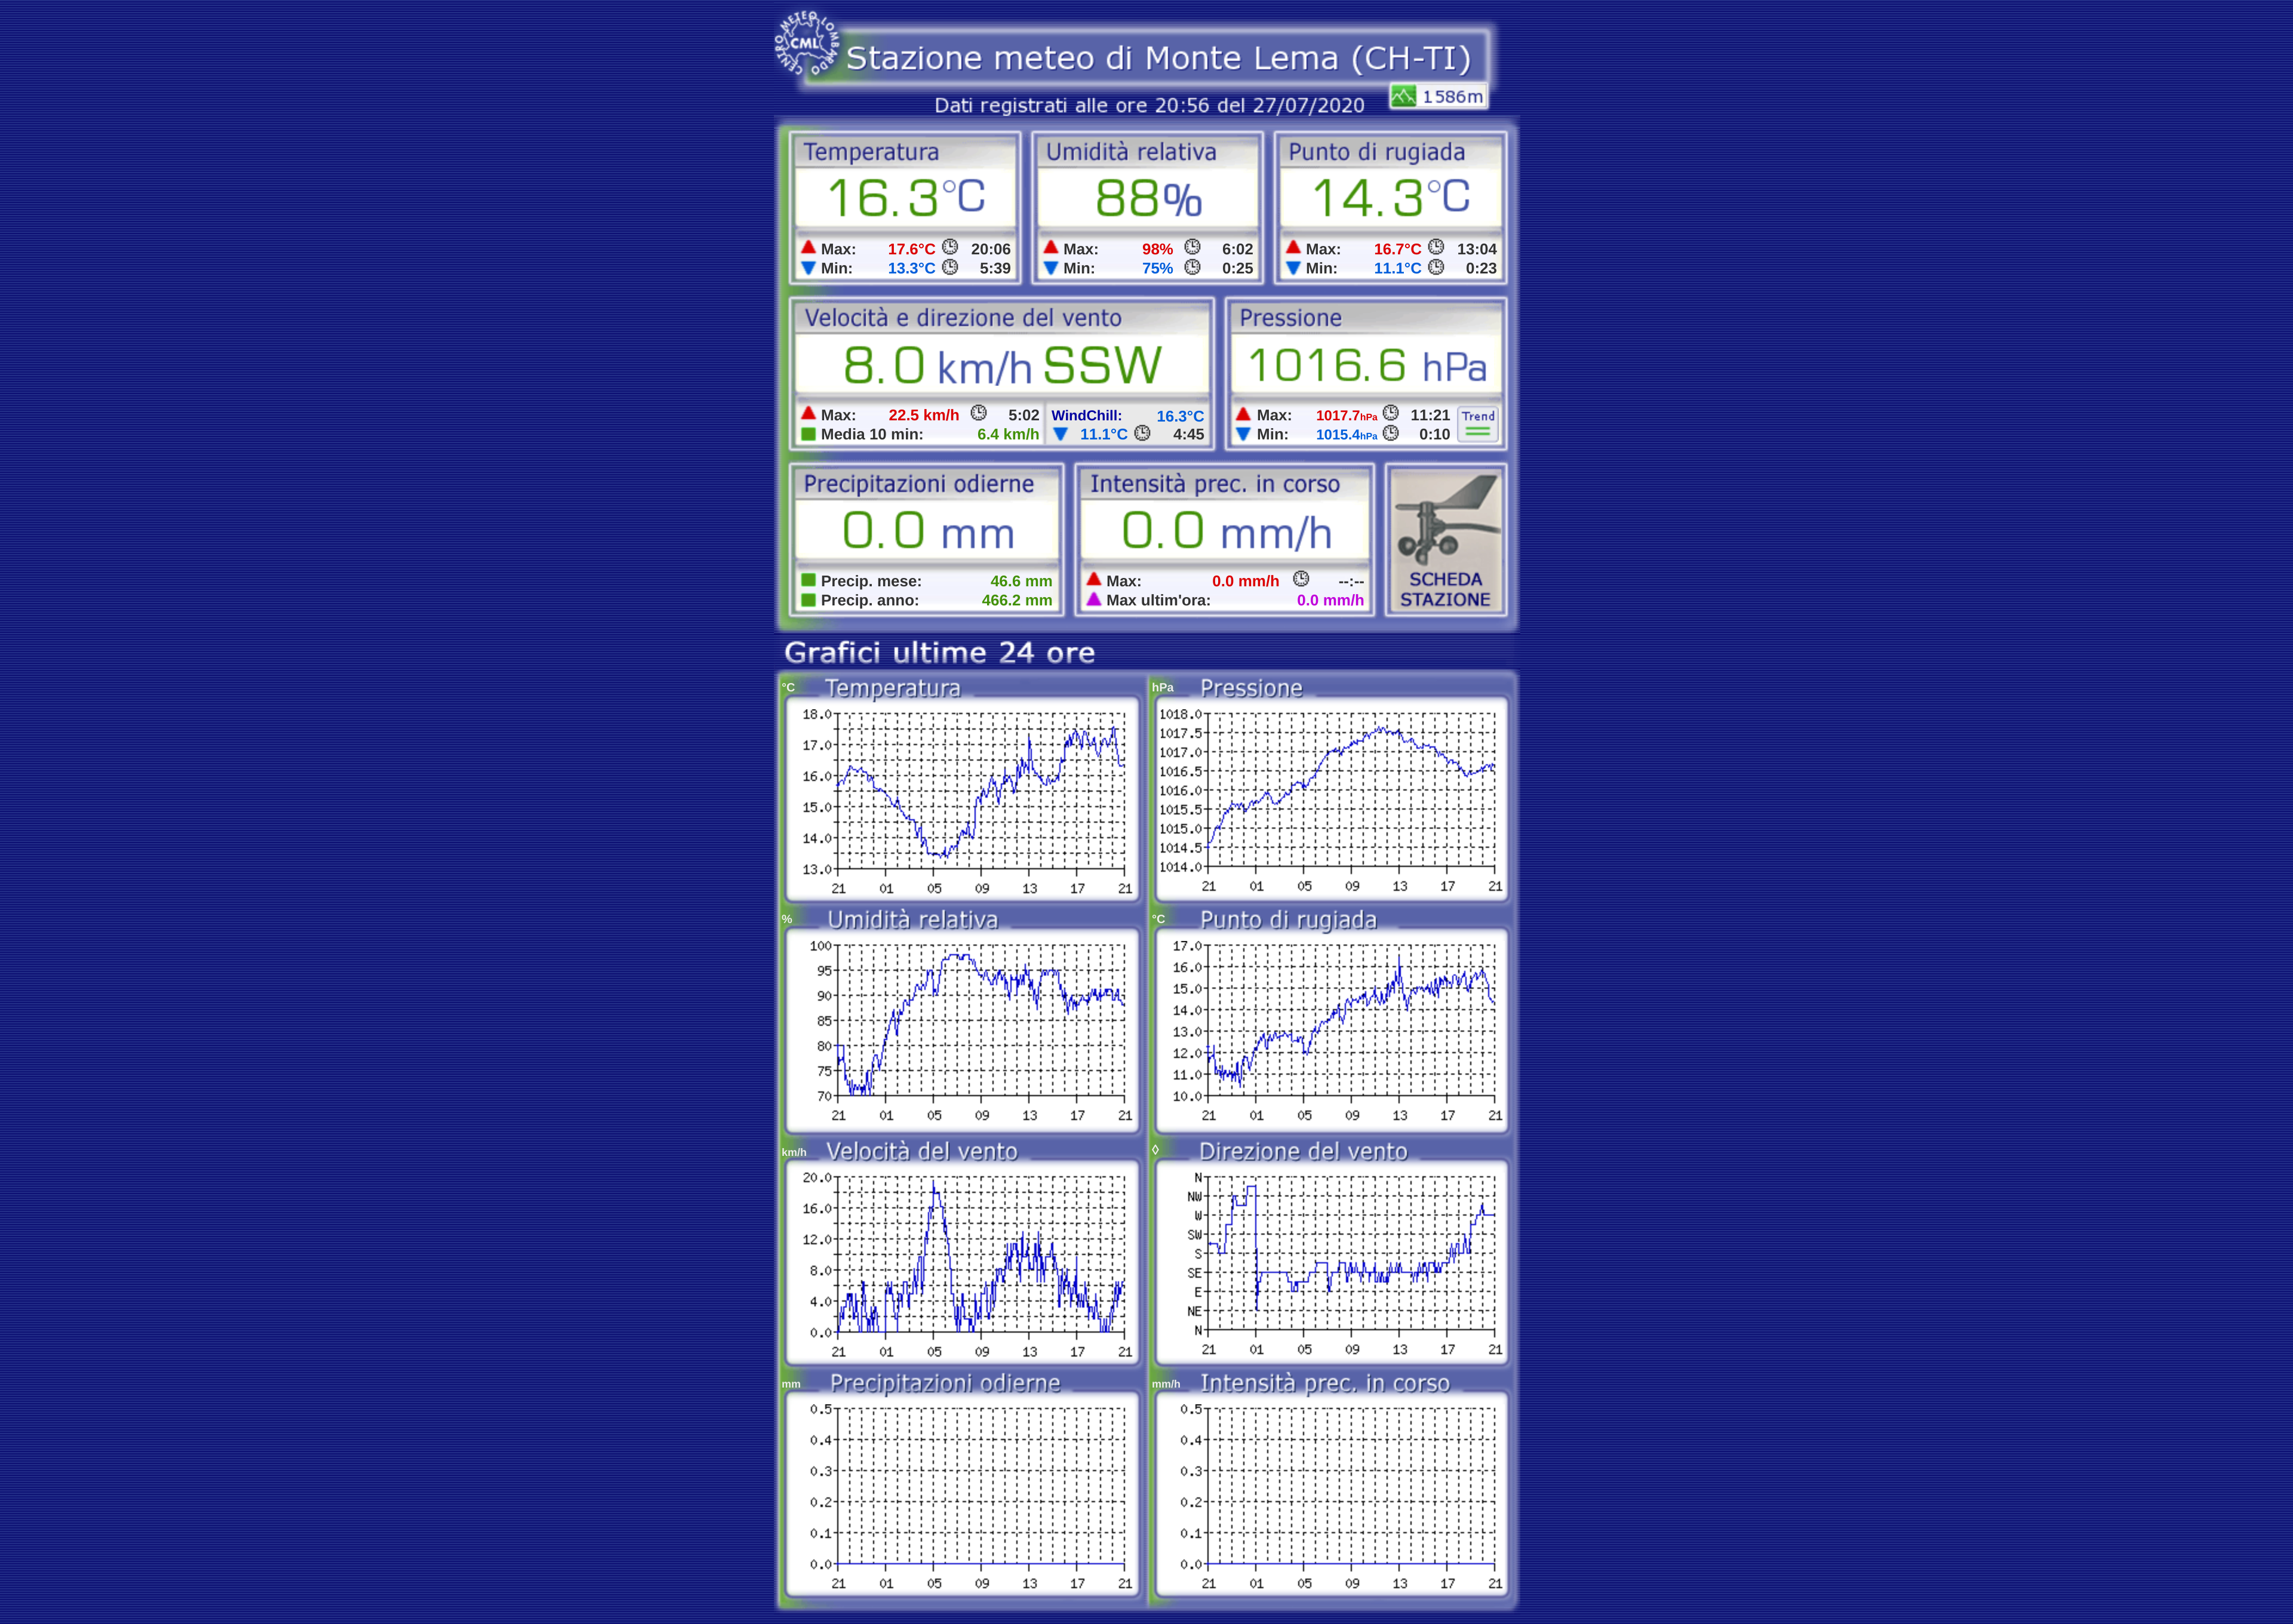 CENTRO METEO LOMBARDO
CML
Stazione meteo di Monte Lema (CH-TI)
1586m
Dati registrati alle ore 20:56 del 27/07/2020
Temperatura
16.3°C
Max: 17.6°C 20:06
Min: 13.3°C 5:39
Umidità relativa
88%
Max: 98% 6:02
Min: 75% 0:25
Punto di rugiada
14.3°C
Max: 16.7°C 13:04
Min: 11.1°C 0:23
Velocità e direzione del vento
8.0 km/h SSW
Max: 22.5 km/h 5:02
Media 10 min: 6.4 km/h
WindChill: 16.3°C
11.1°C 4:45
Pressione
1016.6 hPa
Max: 1017.7hPa 11:21
Min: 1015.4hPa 0:10
Trend
Precipitazioni odierne
0.0 mm
Precip. mese: 46.6 mm
Precip. anno: 466.2 mm
Intensità prec. in corso
0.0 mm/h
Max: 0.0 mm/h --:--
Max ultim'ora: 0.0 mm/h
SCHEDA
STAZIONE
Grafici ultime 24 ore
°C Temperatura
18.0
17.0
16.0
15.0
14.0
13.0
21 01 05 09 13 17 21
hPa Pressione
1018.0
1017.5
1017.0
1016.5
1016.0
1015.5
1015.0
1014.5
1014.0
21 01 05 09 13 17 21
% Umidità relativa
100
95
90
85
80
75
70
21 01 05 09 13 17 21
°C Punto di rugiada
17.0
16.0
15.0
14.0
13.0
12.0
11.0
10.0
21 01 05 09 13 17 21
km/h Velocità del vento
20.0
16.0
12.0
8.0
4.0
0.0
21 01 05 09 13 17 21
◊ Direzione del vento
N
NW
W
SW
S
SE
E
NE
N
21 01 05 09 13 17 21
mm Precipitazioni odierne
0.5
0.4
0.3
0.2
0.1
0.0
21 01 05 09 13 17 21
mm/h Intensità prec. in corso
0.5
0.4
0.3
0.2
0.1
0.0
21 01 05 09 13 17 21